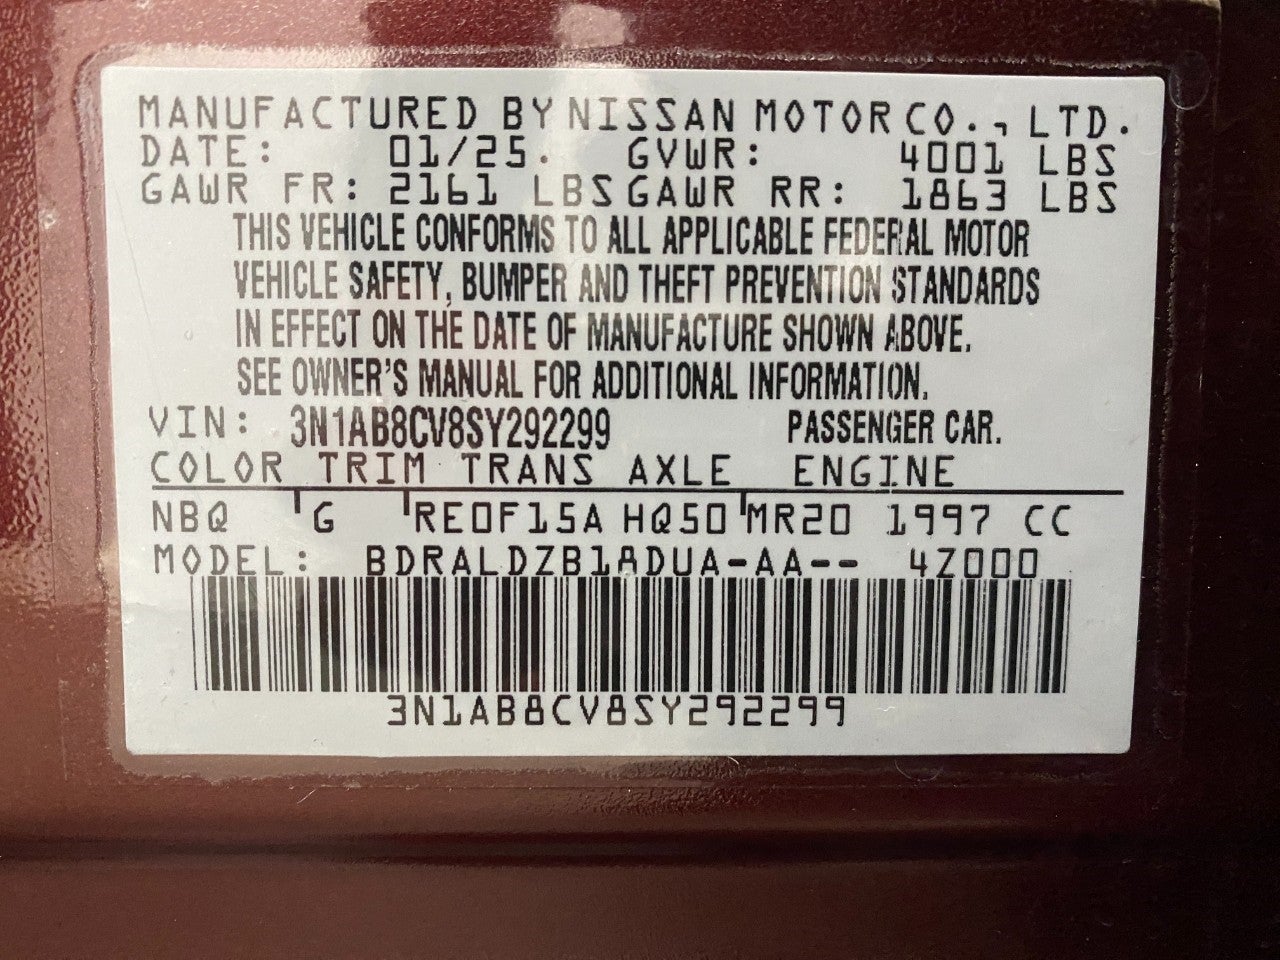 MANUFACTURED BY NISSAN MOTOR CO., LTD.
DATE: 01/25. GVWR: 4001 LBS
GAWR FR: 2161 LBS GAWR RR: 1863 LBS
THIS VEHICLE CONFORMS TO ALL APPLICABLE FEDERAL MOTOR
VEHICLE SAFETY, BUMPER AND THEFT PREVENTION STANDARDS
IN EFFECT ON THE DATE OF MANUFACTURE SHOWN ABOVE.
SEE OWNER'S MANUAL FOR ADDITIONAL INFORMATION.
VIN: 3N1AB8CV8SY292299 PASSENGER CAR.
COLOR TRIM TRANS AXLE ENGINE
NBQ G RE0F15A HQ50 MR20 1997 CC
MODEL: BDRALDZB18DUA-AA-- 4Z000
3N1AB8CV8SY292299